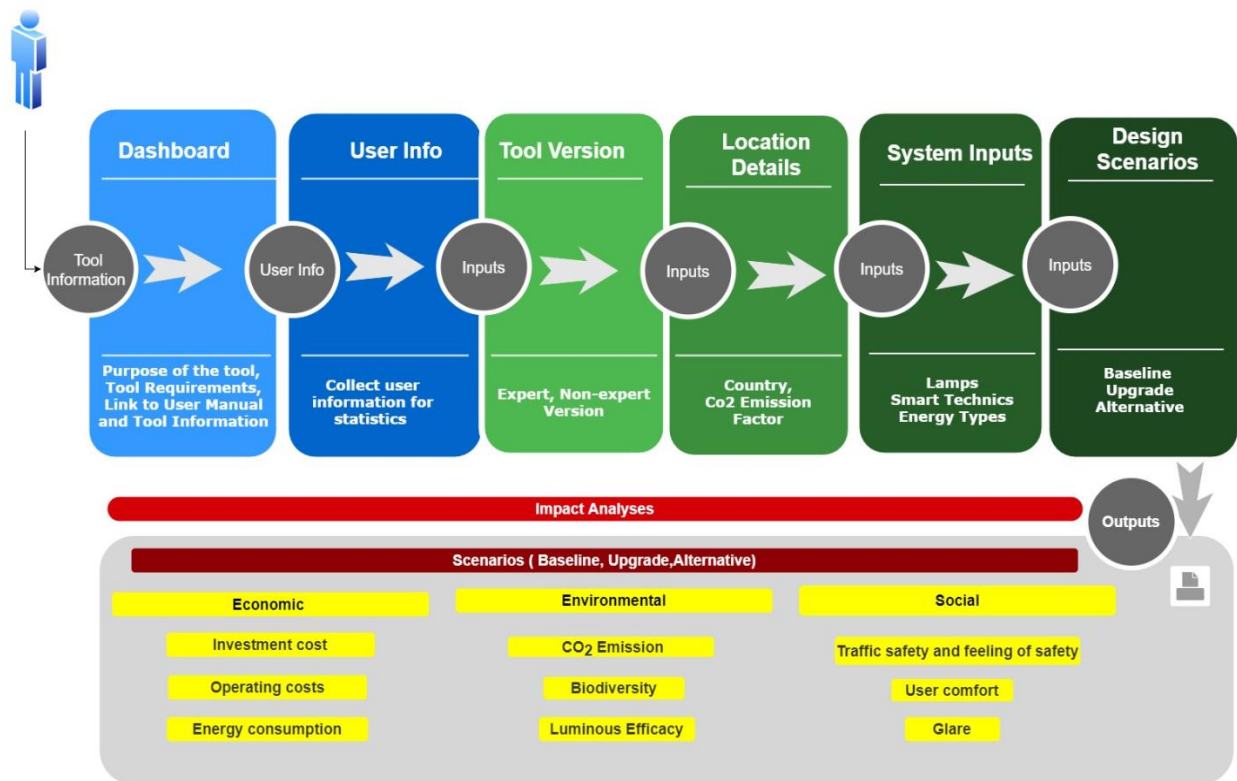 Dashboard
User Info
Tool Version
Location
Details
System Inputs
Design
Scenarios
Tool
Information
User Info
Inputs
Inputs
Inputs
Inputs
Purpose of the tool,
Tool Requirements,
Link to User Manual
and Tool Information
Collect user
information for
statistics
Expert, Non-expert
Version
Country,
Co2 Emission
Factor
Lamps
Smart Technics
Energy Types
Baseline
Upgrade
Alternative
Impact Analyses
Outputs
Scenarios ( Baseline, Upgrade,Alternative)
Economic
Environmental
Social
Investment cost
CO2 Emission
Traffic safety and feeling of safety
Operating costs
Biodiversity
User comfort
Energy consumption
Luminous Efficacy
Glare